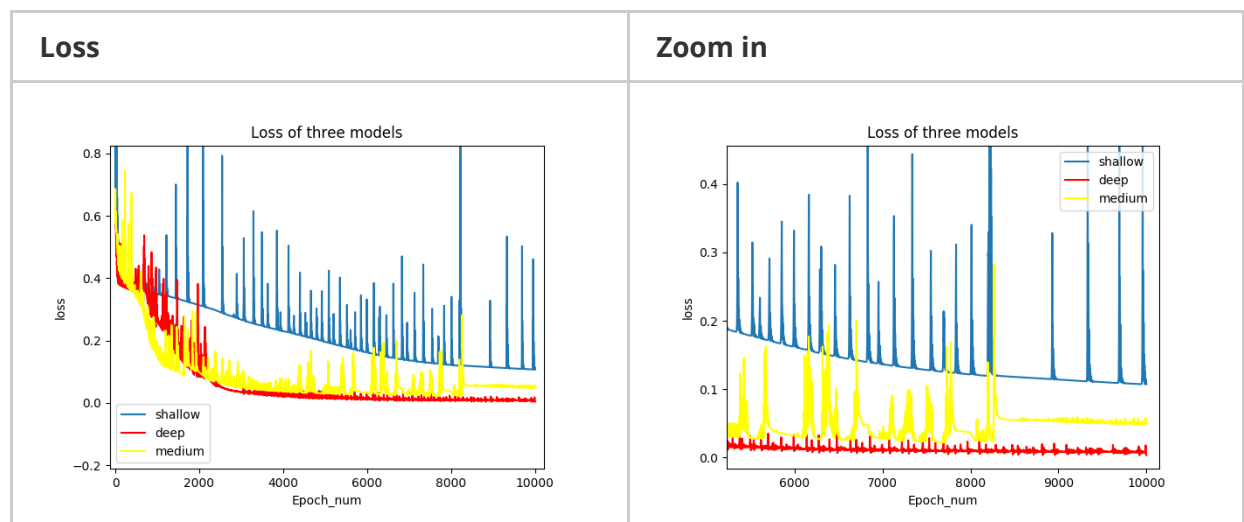 Loss
Zoom in
Loss of three models
0.8
0.6
0.4
0.2
0.0
−0.2
loss
shallow
deep
medium
0
2000
4000
6000
8000
10000
Epoch_num
Loss of three models
0.4
0.3
0.2
0.1
0.0
loss
shallow
deep
medium
6000
7000
8000
9000
10000
Epoch_num